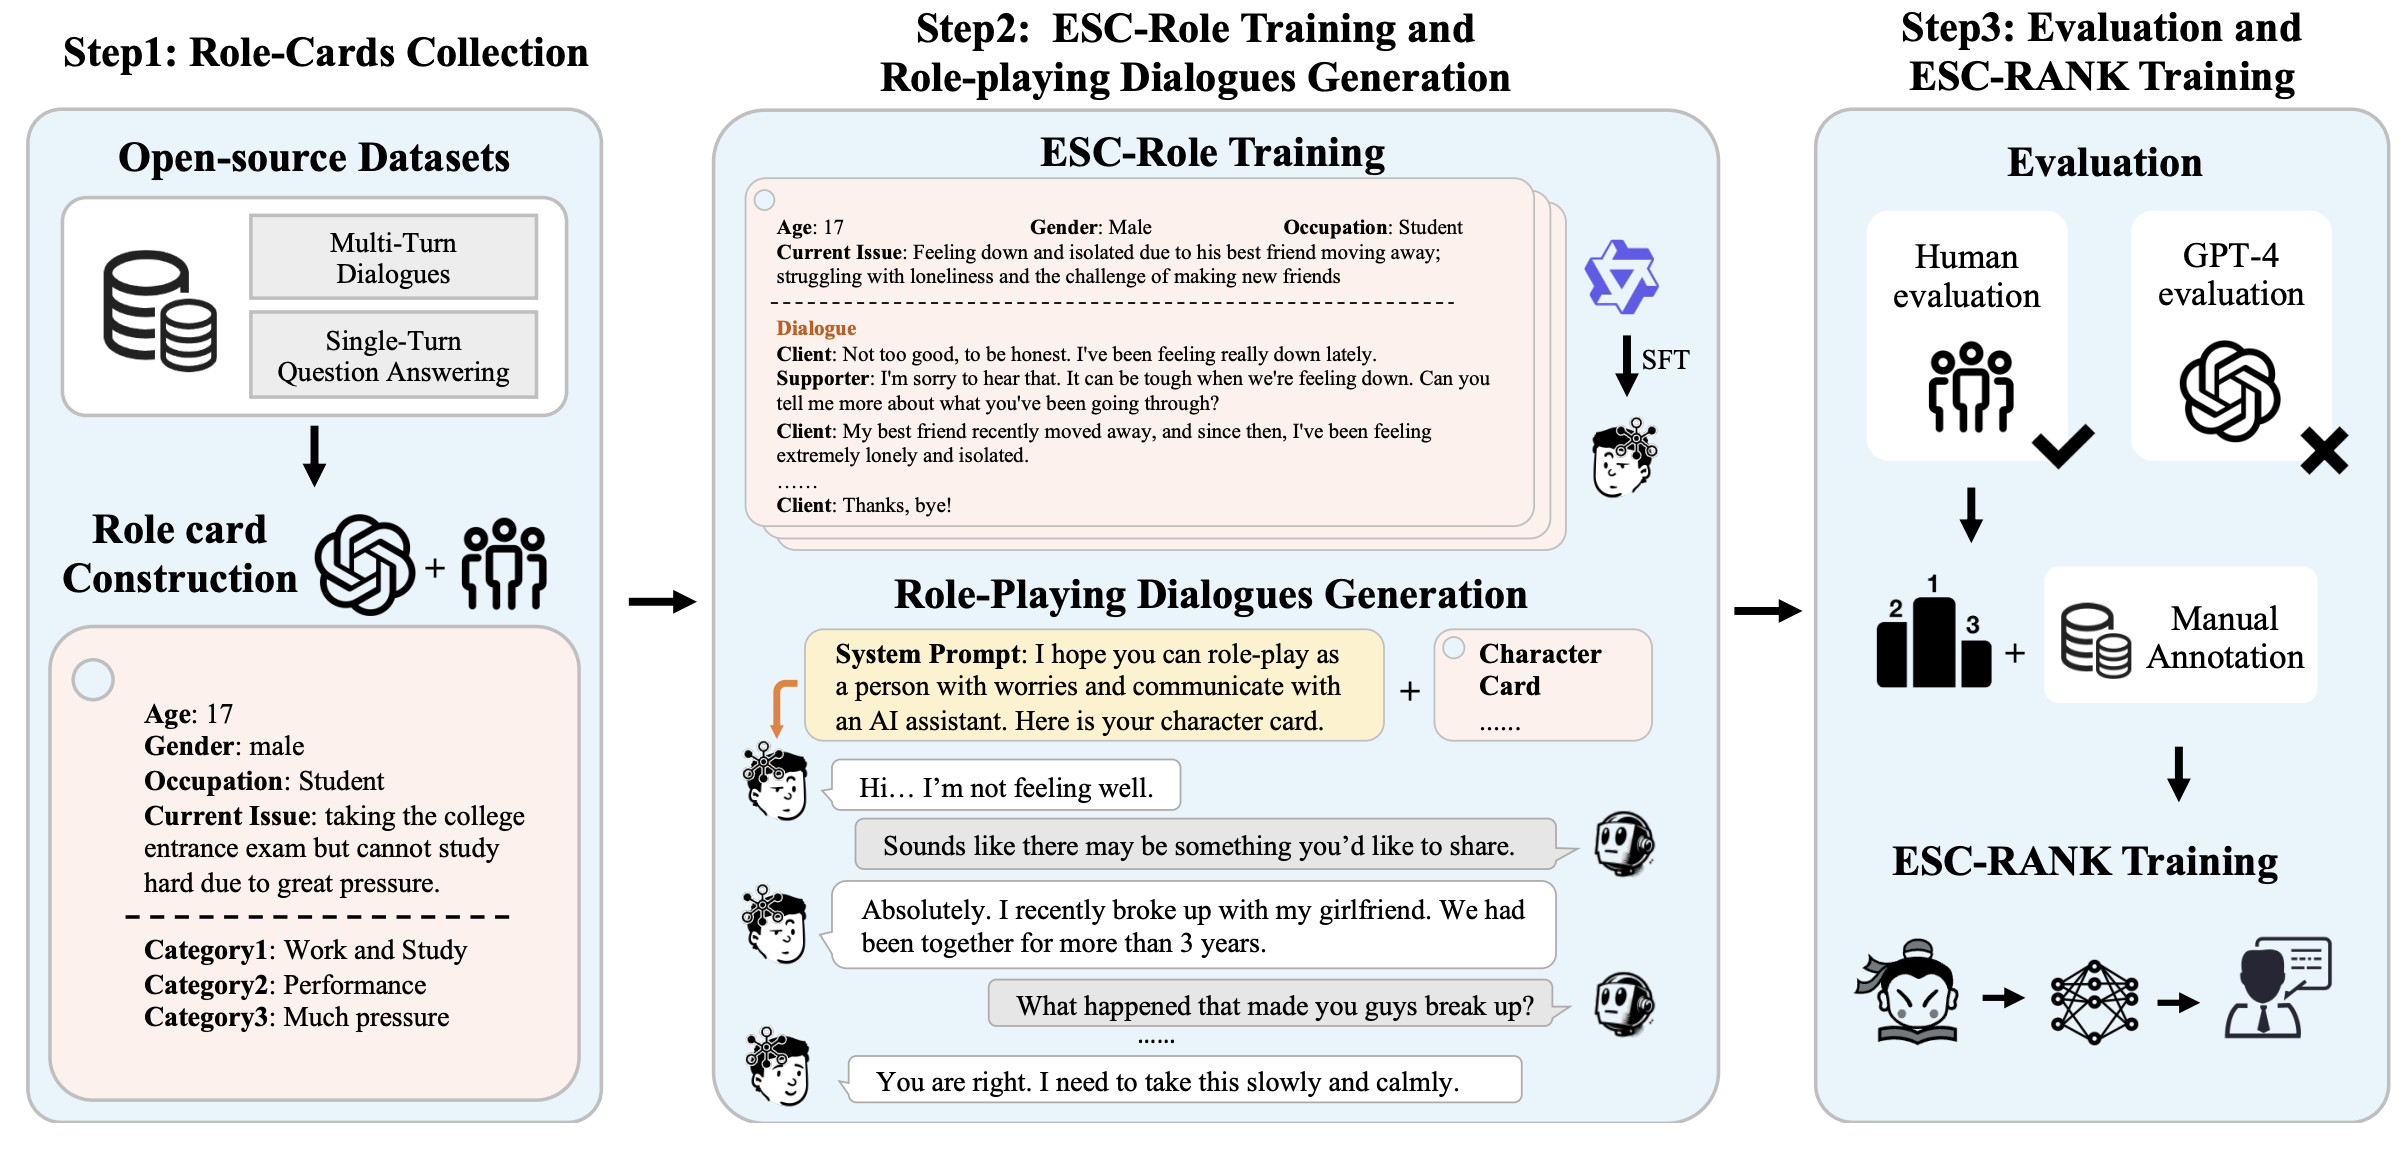 Step1: Role-Cards Collection
Open-source Datasets
Multi-Turn
Dialogues
Single-Turn
Question Answering
Role card
Construction
+
Age: 17
Gender: male
Occupation: Student
Current Issue: taking the college
entrance exam but cannot study
hard due to great pressure.
Category1: Work and Study
Category2: Performance
Category3: Much pressure
Step2: ESC-Role Training and
Role-playing Dialogues Generation
ESC-Role Training
Age: 17 Gender: Male Occupation: Student
Current Issue: Feeling down and isolated due to his best friend moving away;
struggling with loneliness and the challenge of making new friends
Dialogue
Client: Not too good, to be honest. I've been feeling really down lately.
Supporter: I'm sorry to hear that. It can be tough when we're feeling down. Can you
tell me more about what you've been going through?
Client: My best friend recently moved away, and since then, I've been feeling
extremely lonely and isolated.
……
Client: Thanks, bye!
SFT
Role-Playing Dialogues Generation
System Prompt: I hope you can role-play as
a person with worries and communicate with
an AI assistant. Here is your character card.
+
Character
Card
……
Hi… I’m not feeling well.
Sounds like there may be something you’d like to share.
Absolutely. I recently broke up with my girlfriend. We had
been together for more than 3 years.
What happened that made you guys break up?
……
You are right. I need to take this slowly and calmly.
Step3: Evaluation and
ESC-RANK Training
Evaluation
Human
evaluation
GPT-4
evaluation
2 1 3
+
Manual
Annotation
ESC-RANK Training